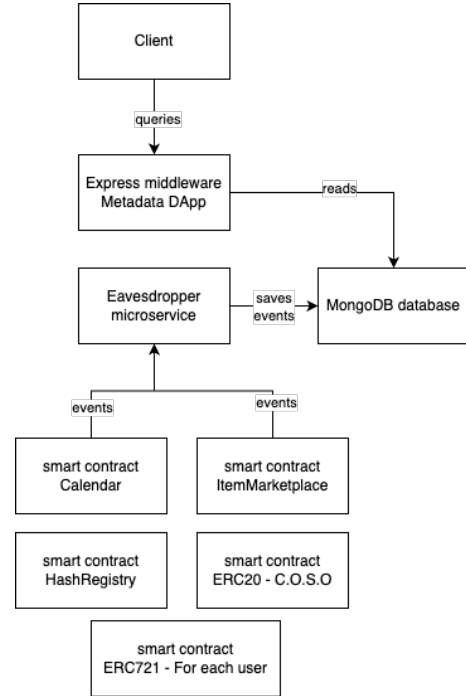 Client
queries
Express middleware
Metadata DApp
reads
Eavesdropper
microservice
saves
events
MongoDB database
events
events
smart contract
Calendar
smart contract
ItemMarketplace
smart contract
HashRegistry
smart contract
ERC20 - C.O.S.O
smart contract
ERC721 - For each user